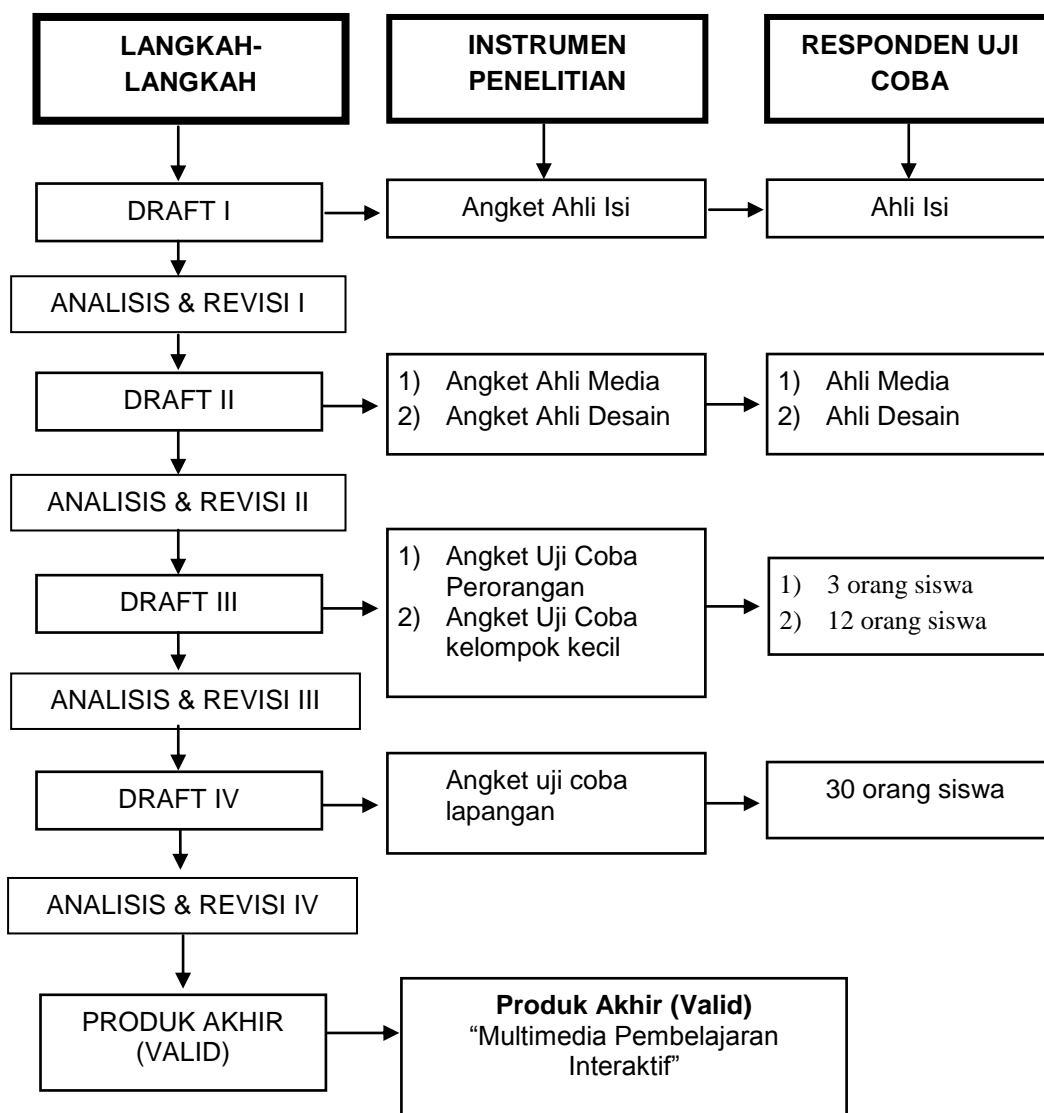 LANGKAH-
LANGKAH
INSTRUMEN
PENELITIAN
RESPONDEN UJI
COBA
DRAFT I
Angket Ahli Isi
Ahli Isi
ANALISIS & REVISI I
DRAFT II
1) Angket Ahli Media
2) Angket Ahli Desain
1) Ahli Media
2) Ahli Desain
ANALISIS & REVISI II
DRAFT III
1) Angket Uji Coba
Perorangan
2) Angket Uji Coba
kelompok kecil
1) 3 orang siswa
2) 12 orang siswa
ANALISIS & REVISI III
DRAFT IV
Angket uji coba
lapangan
30 orang siswa
ANALISIS & REVISI IV
PRODUK AKHIR
(VALID)
Produk Akhir (Valid)
“Multimedia Pembelajaran
Interaktif”